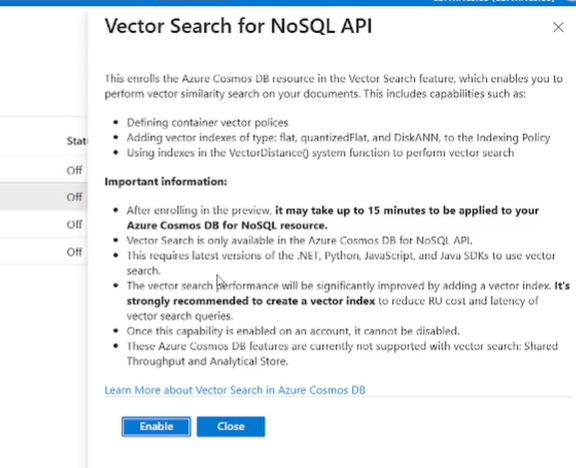 Vector Search for NoSQL API
This enrolls the Azure Cosmos DB resource in the Vector Search feature, which enables you to
perform vector similarity search on your documents. This includes capabilities such as:
Defining container vector polices
Adding vector indexes of type: flat, quantizedFlat, and DiskANN, to the Indexing Policy
Using indexes in the VectorDistance() system function to perform vector search
Important information:
After enrolling in the preview, it may take up to 15 minutes to be applied to your
Azure Cosmos DB for NoSQL resource.
Vector Search is only available in the Azure Cosmos DB for NoSQL API.
This requires latest versions of the .NET, Python, JavaScript, and Java SDKs to use vector
search.
The vector search performance will be significantly improved by adding a vector index. It's
strongly recommended to create a vector index to reduce RU cost and latency of
vector search queries.
Once this capability is enabled on an account, it cannot be disabled.
These Azure Cosmos DB features are currently not supported with vector search: Shared
Throughput and Analytical Store.
Learn More about Vector Search in Azure Cosmos DB
Enable Close
Off
Off
Off
Off